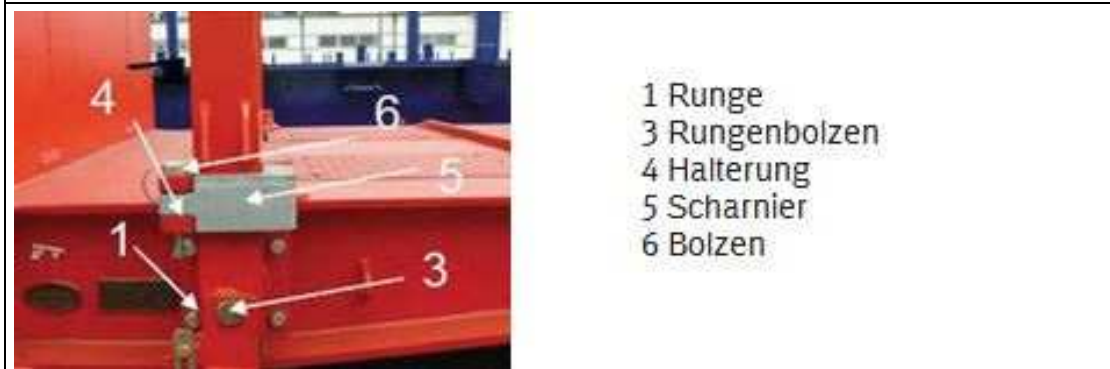 4
6
5
1
3
1 Runge
3 Rungenbolzen
4 Halterung
5 Scharnier
6 Bolzen